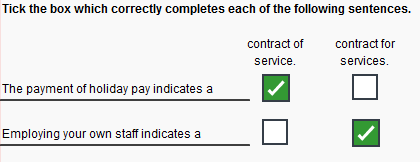 Tick the box which correctly completes each of the following sentences.
contract of contract for
service. services.
The payment of holiday pay indicates a
Employing your own staff indicates a